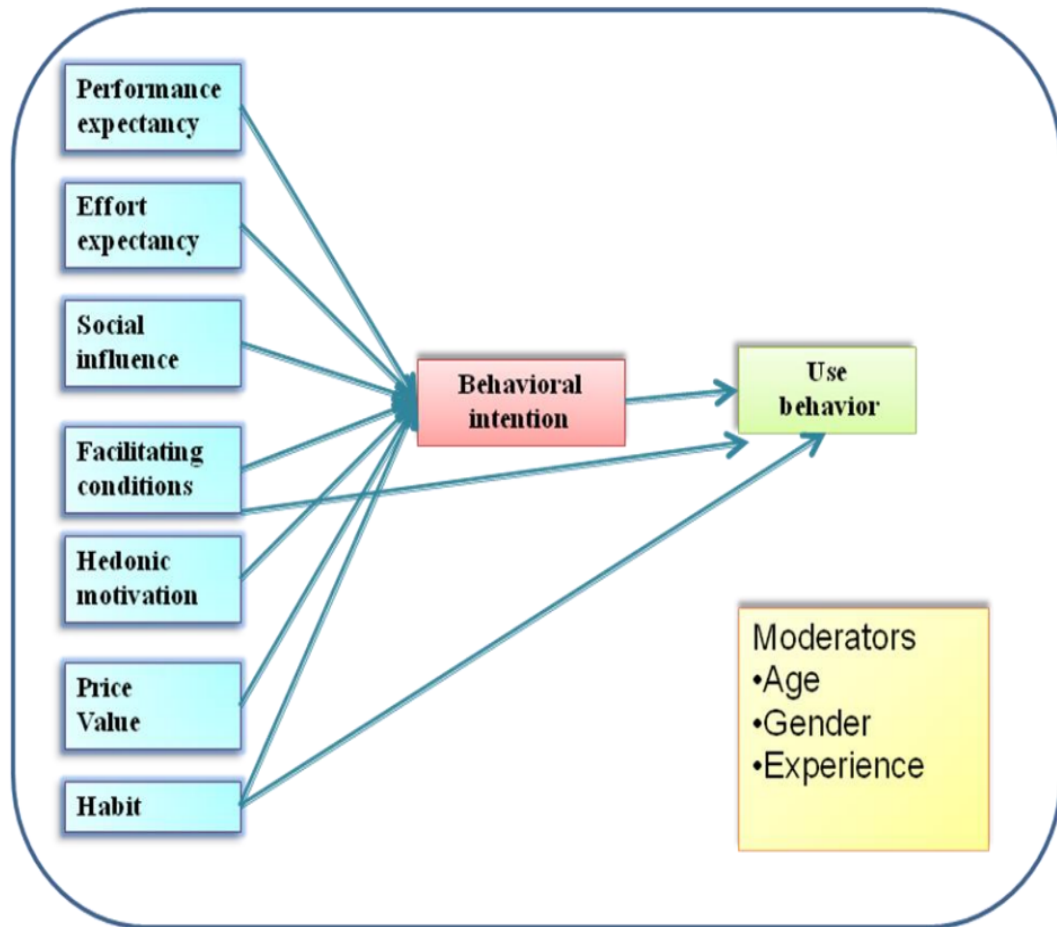 Performance
expectancy
Effort
expectancy
Social
influence
Facilitating
conditions
Hedonic
motivation
Price
Value
Habit
Behavioral
intention
Use
behavior
Moderators
•Age
•Gender
•Experience